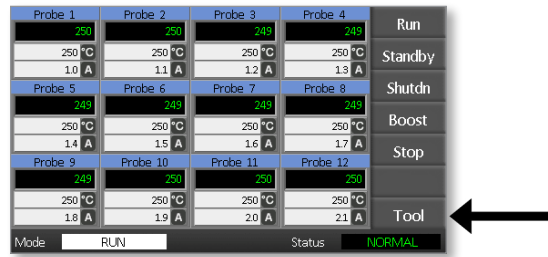 Probe 1 Probe 2 Probe 3 Probe 4 Run
250 250 249 249
250 °C 250 °C 250 °C 250 °C Standby
1.0 A 1.1 A 1.2 A 1.3 A
Probe 5 Probe 6 Probe 7 Probe 8 Shutdn
249 249 249 249
250 °C 250 °C 250 °C 250 °C Boost
1.4 A 1.5 A 1.6 A 1.7 A Stop
Probe 9 Probe 10 Probe 11 Probe 12
249 250 250 250
250 °C 250 °C 250 °C 250 °C
1.8 A 1.9 A 2.0 A 2.1 A Tool
Mode RUN Status NORMAL